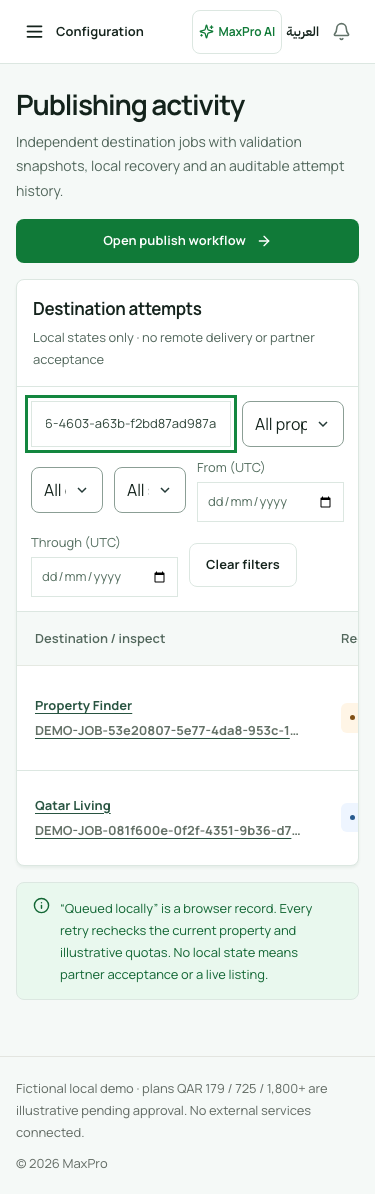 Configuration
MaxPro AI
العربية
Publishing activity
Independent destination jobs with validation
snapshots, local recovery and an auditable attempt
history.
Open publish workflow
Destination attempts
Local states only · no remote delivery or partner
acceptance
6-4603-a63b-f2bd87ad987a
All prop
All
All
From (UTC)
dd/mm/yyyy
Through (UTC)
dd/mm/yyyy
Clear filters
Destination / inspect
Re
Property Finder
DEMO-JOB-53e20807-5e77-4da8-953c-1…
Qatar Living
DEMO-JOB-081f600e-0f2f-4351-9b36-d7…
“Queued locally” is a browser record. Every
retry rechecks the current property and
illustrative quotas. No local state means
partner acceptance or a live listing.
Fictional local demo · plans QAR 179 / 725 / 1,800+ are
illustrative pending approval. No external services
connected.
© 2026 MaxPro